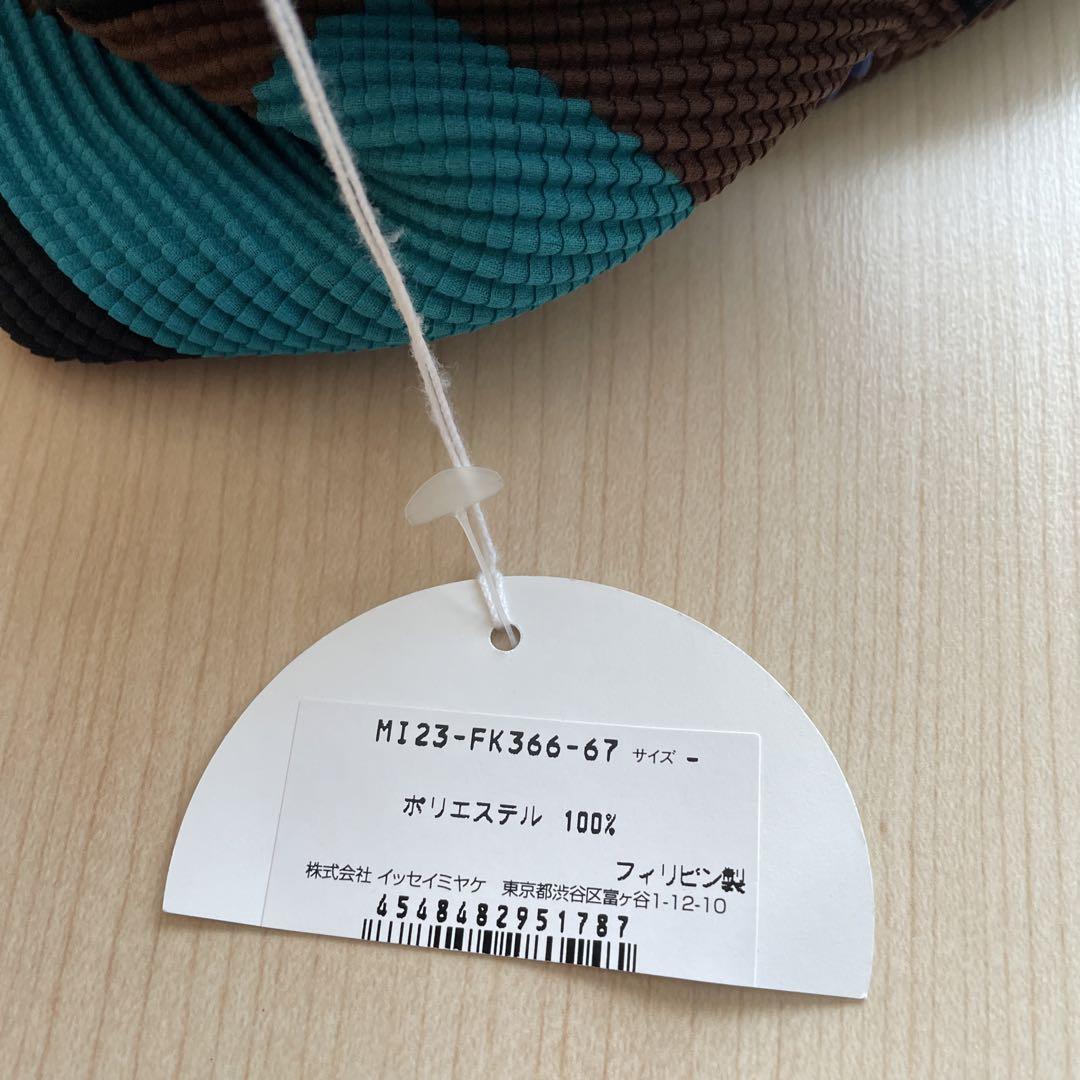 MI23-FK366-67 サイズ -
ポリエステル 100%
フィリピン製
株式会社 イッセイミヤケ 東京都渋谷区富ヶ谷1-12-10
4548482951787